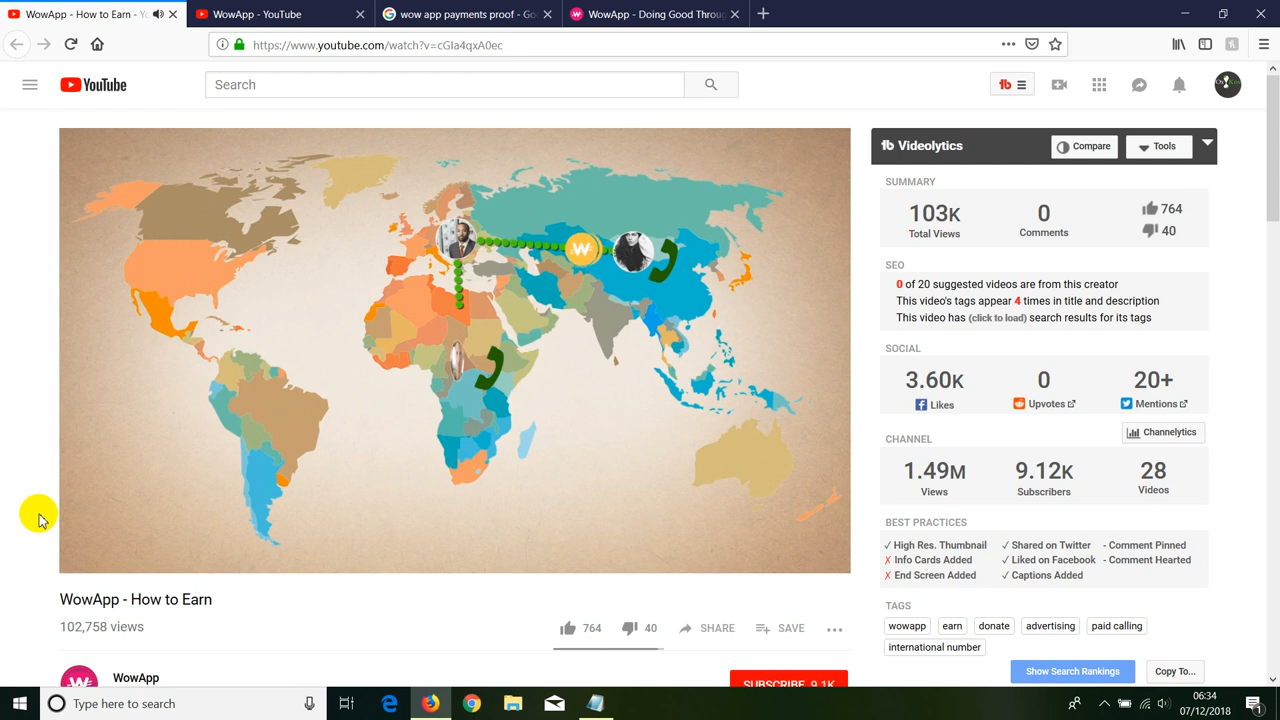 WowApp - How to Earn - Y
WowApp - YouTube
wow app payments proof - Go
WowApp - Doing Good Throu
https://www.youtube.com/watch?v=cGIa4qxA0ec
YouTube
Search
Videolytics
Compare
Tools
SUMMARY
103K
Total Views
0
Comments
764
40
SEO
0 of 20 suggested videos are from this creator
This video's tags appear 4 times in title and description
This video has (click to load) search results for its tags
SOCIAL
3.60K
Likes
0
Upvotes
20+
Mentions
Channelytics
CHANNEL
1.49M
Views
9.12K
Subscribers
28
Videos
BEST PRACTICES
✓ High Res. Thumbnail ✓ Shared on Twitter - Comment Pinned
✗ Info Cards Added ✓ Liked on Facebook - Comment Hearted
✗ End Screen Added ✓ Captions Added
TAGS
wowapp earn donate advertising paid calling
international number
Show Search Rankings
Copy To...
W
WowApp - How to Earn
102,758 views
764
40
SHARE
SAVE
WowApp
SUBSCRIBE 9.1K
Type here to search
06:34
07/12/2018
1